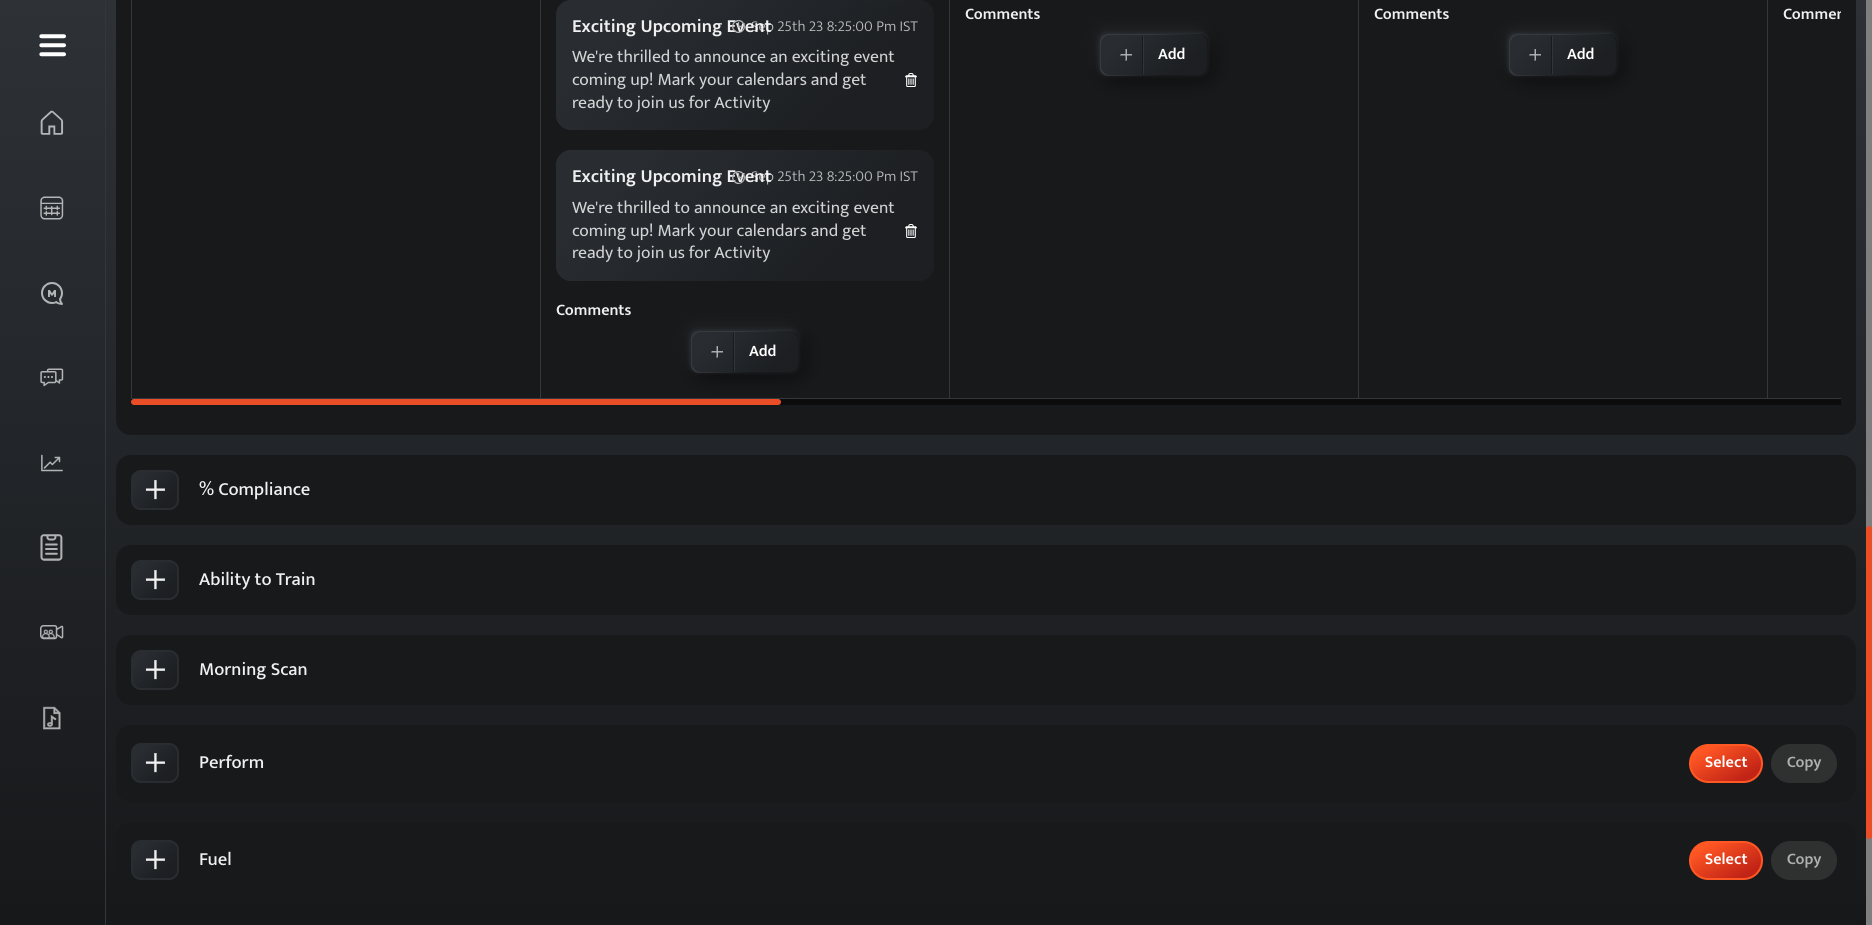 Exciting Upcoming Event Sep 25th 23 8:25:00 Pm IST
We're thrilled to announce an exciting event
coming up! Mark your calendars and get
ready to join us for Activity
Exciting Upcoming Event Sep 25th 23 8:25:00 Pm IST
We're thrilled to announce an exciting event
coming up! Mark your calendars and get
ready to join us for Activity
Comments
Add
Comments
Add
Comments
Add
Commer
% Compliance
Ability to Train
Morning Scan
Perform
Select
Copy
Fuel
Select
Copy